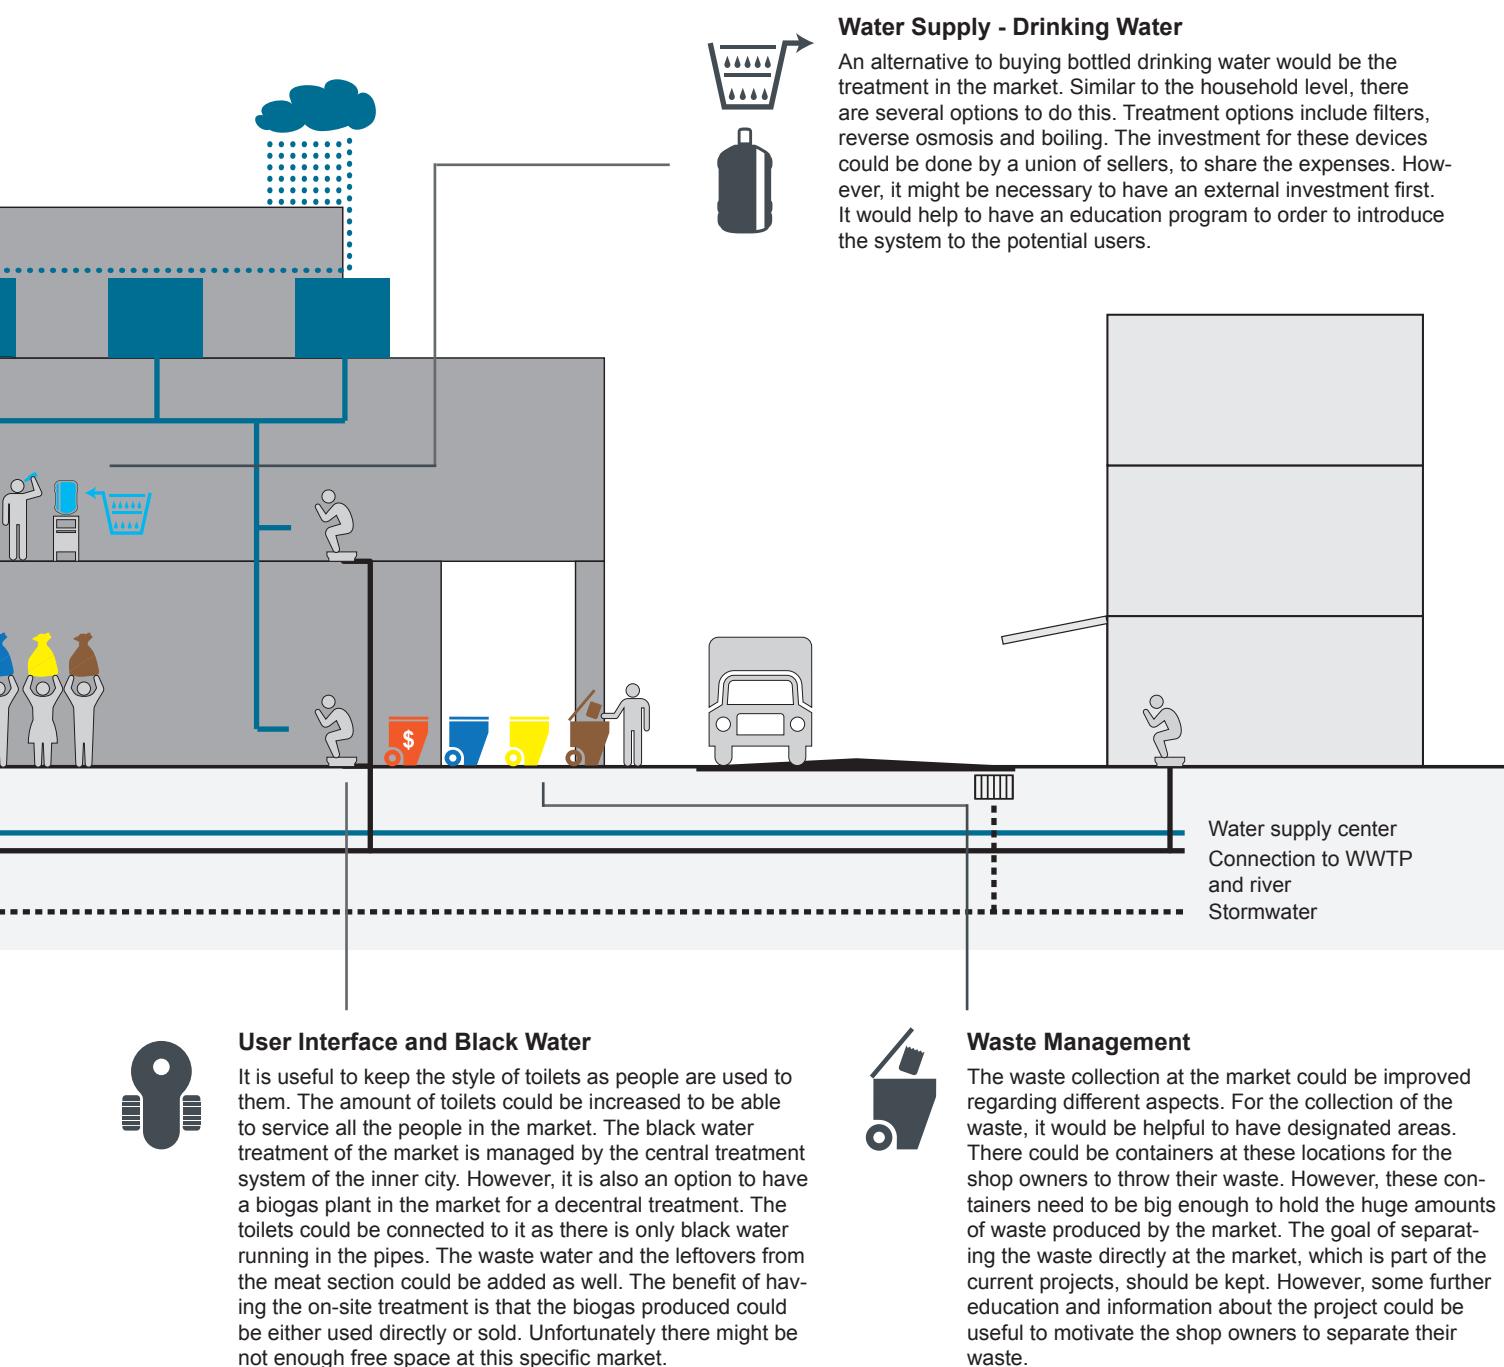 Water Supply - Drinking Water
An alternative to buying bottled drinking water would be the
treatment in the market. Similar to the household level, there
are several options to do this. Treatment options include filters,
reverse osmosis and boiling. The investment for these devices
could be done by a union of sellers, to share the expenses. How-
ever, it might be necessary to have an external investment first.
It would help to have an education program to order to introduce
the system to the potential users.
$
Water supply center
Connection to WWTP
and river
Stormwater
User Interface and Black Water
It is useful to keep the style of toilets as people are used to
them. The amount of toilets could be increased to be able
to service all the people in the market. The black water
treatment of the market is managed by the central treatment
system of the inner city. However, it is also an option to have
a biogas plant in the market for a decentral treatment. The
toilets could be connected to it as there is only black water
running in the pipes. The waste water and the leftovers from
the meat section could be added as well. The benefit of hav-
ing the on-site treatment is that the biogas produced could
be either used directly or sold. Unfortunately there might be
not enough free space at this specific market.
Waste Management
The waste collection at the market could be improved
regarding different aspects. For the collection of the
waste, it would be helpful to have designated areas.
There could be containers at these locations for the
shop owners to throw their waste. However, these con-
tainers need to be big enough to hold the huge amounts
of waste produced by the market. The goal of separat-
ing the waste directly at the market, which is part of the
current projects, should be kept. However, some further
education and information about the project could be
useful to motivate the shop owners to separate their
waste.